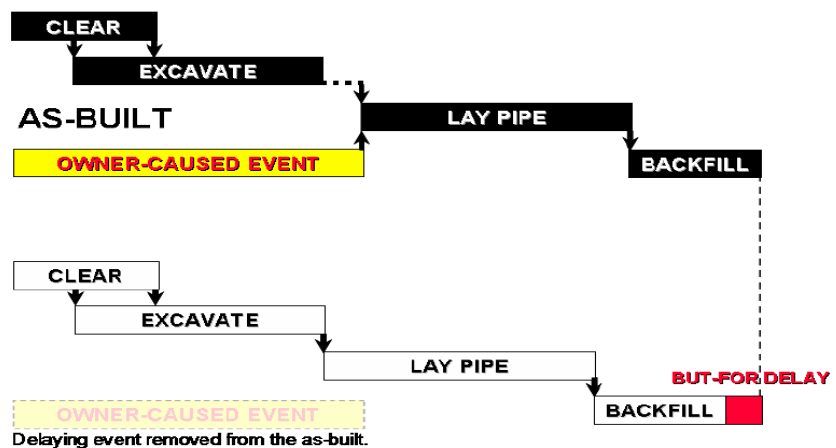 CLEAR
EXCAVATE
AS-BUILT
LAY PIPE
OWNER-CAUSED EVENT
BACKFILL
CLEAR
EXCAVATE
LAY PIPE
BUT-FOR DELAY
OWNER-CAUSED EVENT
BACKFILL
Delaying event removed from the as-built.